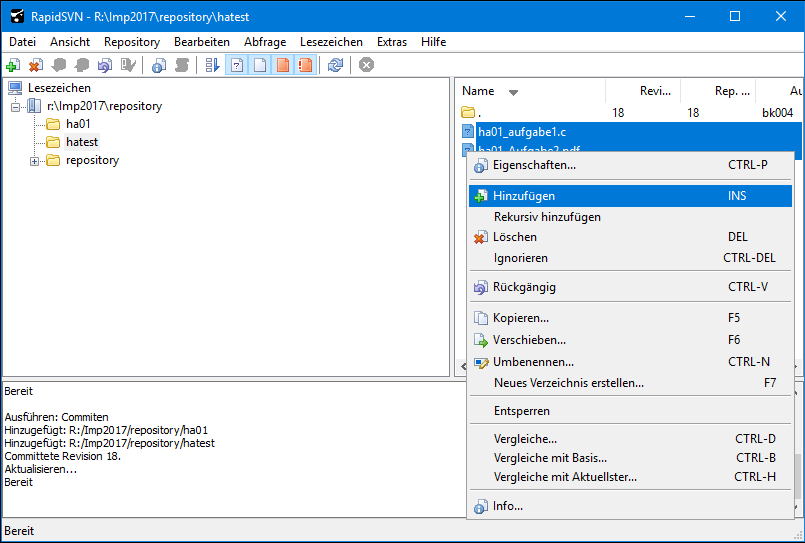 RapidSVN - R:\Imp2017\repository\hatest
Datei Ansicht Repository Bearbeiten Abfrage Lesezeichen Extras Hilfe
Lesezeichen
r:\Imp2017\repository
ha01
hatest
repository
Name Revi... Rep. ... Au
. 18 18 bk004
ha01_aufgabe1.c
ha01_Aufgabe2.pdf
Eigenschaften... CTRL-P
Hinzufügen INS
Rekursiv hinzufügen
Löschen DEL
Ignorieren CTRL-DEL
Rückgängig CTRL-V
Kopieren... F5
Verschieben... F6
Umbenennen... CTRL-N
Neues Verzeichnis erstellen... F7
Entsperren
Vergleiche... CTRL-D
Vergleiche mit Basis... CTRL-B
Vergleiche mit Aktuellster... CTRL-H
Info...
Bereit
Ausführen: Commiten
Hinzugefügt: R:/Imp2017/repository/ha01
Hinzugefügt: R:/Imp2017/repository/hatest
Committete Revision 18.
Aktualisieren...
Bereit
Bereit